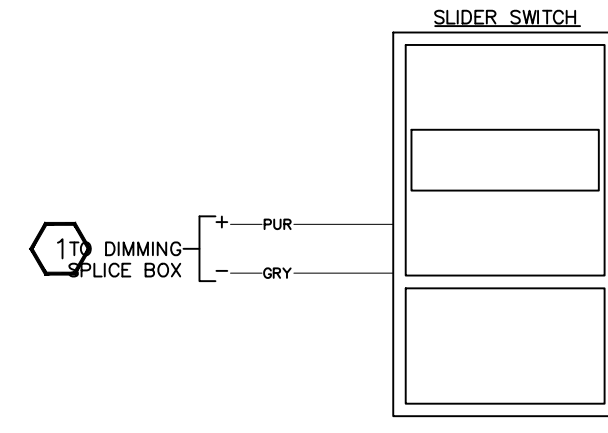 SLIDER SWITCH
+ PUR
1 TO DIMMING
SPLICE BOX
- GRY